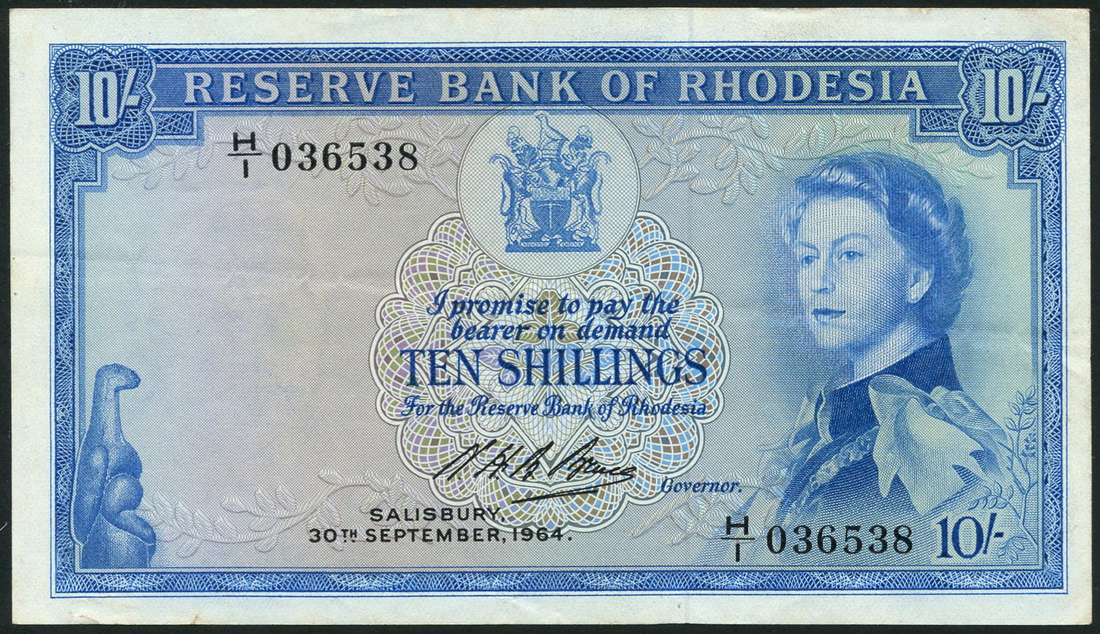 10/- RESERVE BANK OF RHODESIA 10/-
H/1 036538
I promise to pay the
bearer on demand
TEN SHILLINGS
For the Reserve Bank of Rhodesia
Governor.
SALISBURY
30TH SEPTEMBER, 1964.
H/1 036538 10/-